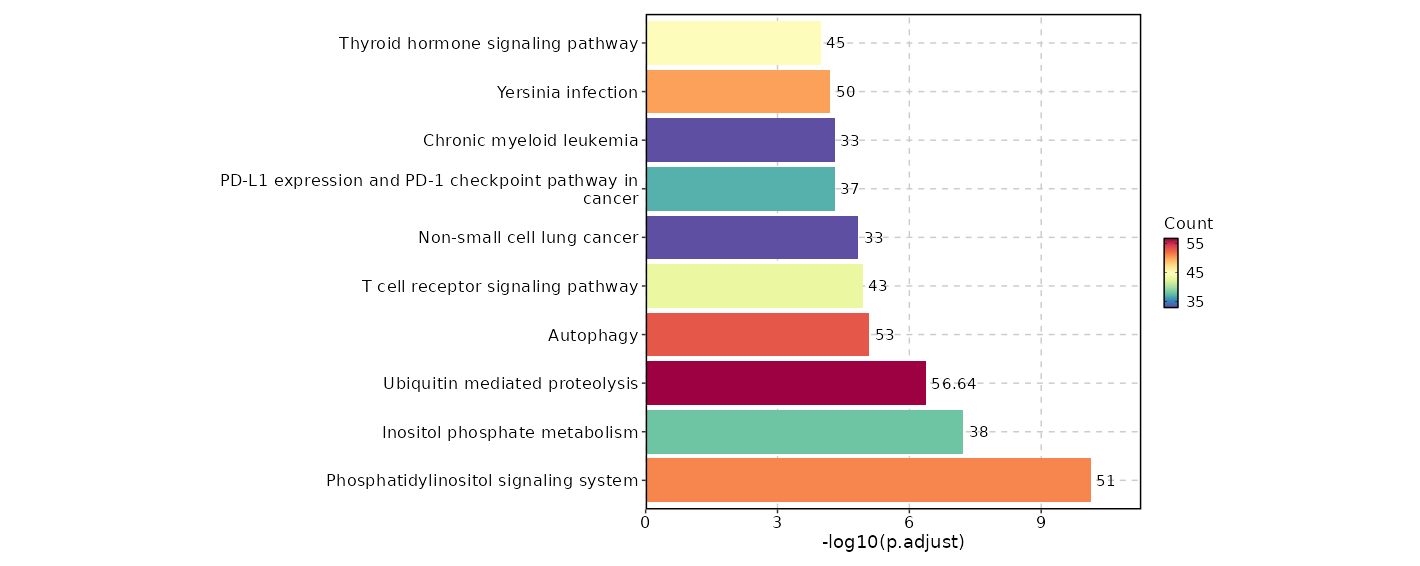 Thyroid hormone signaling pathway
45
Yersinia infection
50
Chronic myeloid leukemia
33
PD-L1 expression and PD-1 checkpoint pathway in
cancer
37
Non-small cell lung cancer
33
T cell receptor signaling pathway
43
Autophagy
53
Ubiquitin mediated proteolysis
56.64
Inositol phosphate metabolism
38
Phosphatidylinositol signaling system
51
0 3 6 9
-log10(p.adjust)
Count
55
45
35